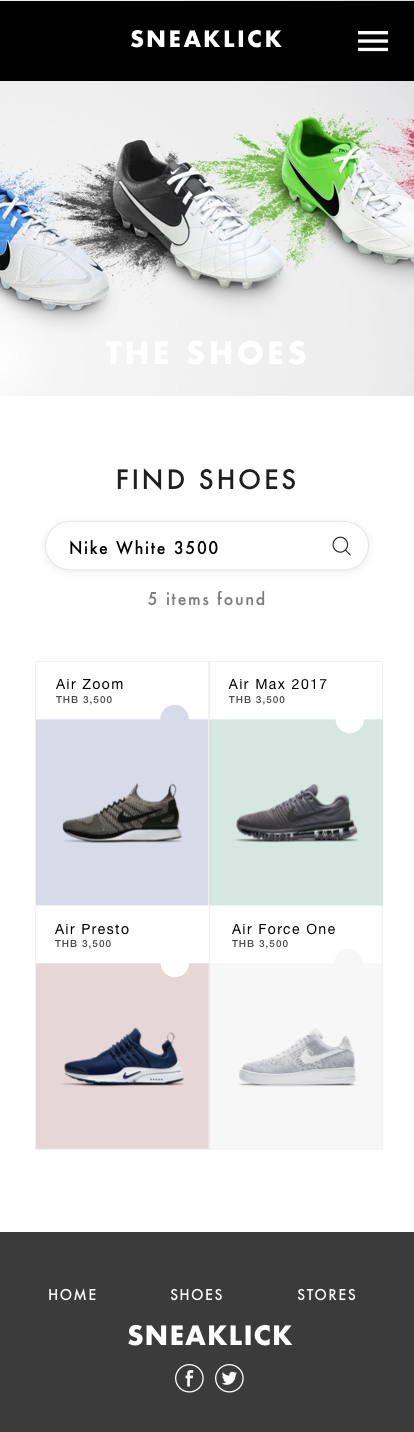 SNEAKLICK
THE SHOES
FIND SHOES
Nike White 3500
5 items found
Air Zoom
THB 3,500
Air Max 2017
THB 3,500
Air Presto
THB 3,500
Air Force One
THB 3,500
HOME SHOES STORES
SNEAKLICK